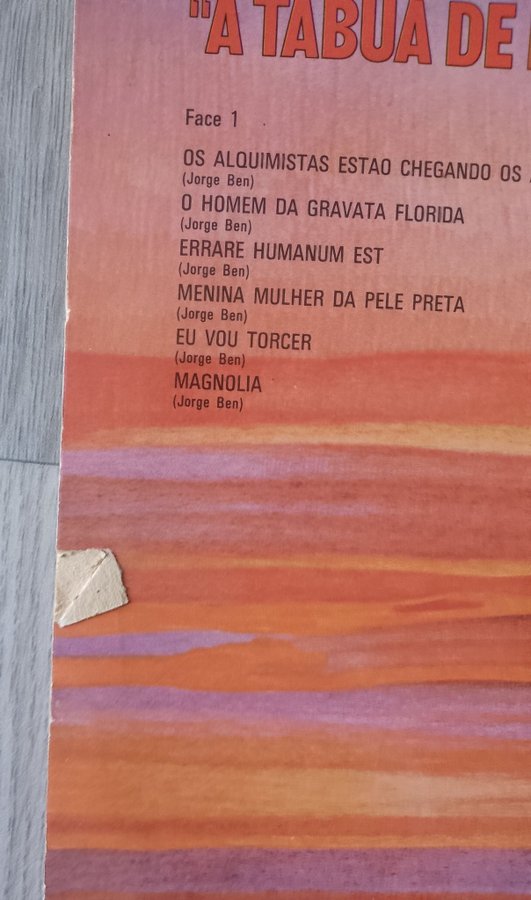 "A TABUA DE
Face 1
OS ALQUIMISTAS ESTAO CHEGANDO OS
(Jorge Ben)
O HOMEM DA GRAVATA FLORIDA
(Jorge Ben)
ERRARE HUMANUM EST
(Jorge Ben)
MENINA MULHER DA PELE PRETA
(Jorge Ben)
EU VOU TORCER
(Jorge Ben)
MAGNOLIA
(Jorge Ben)